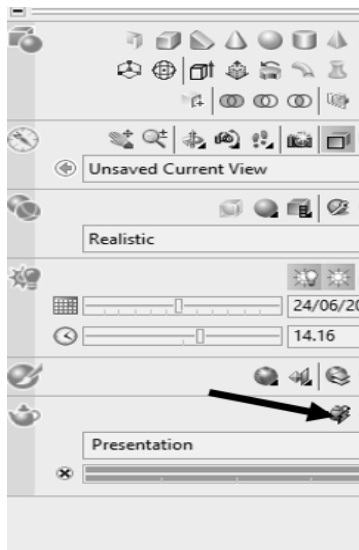 Unsaved Current View
Realistic
24/06/20
14.16
Presentation